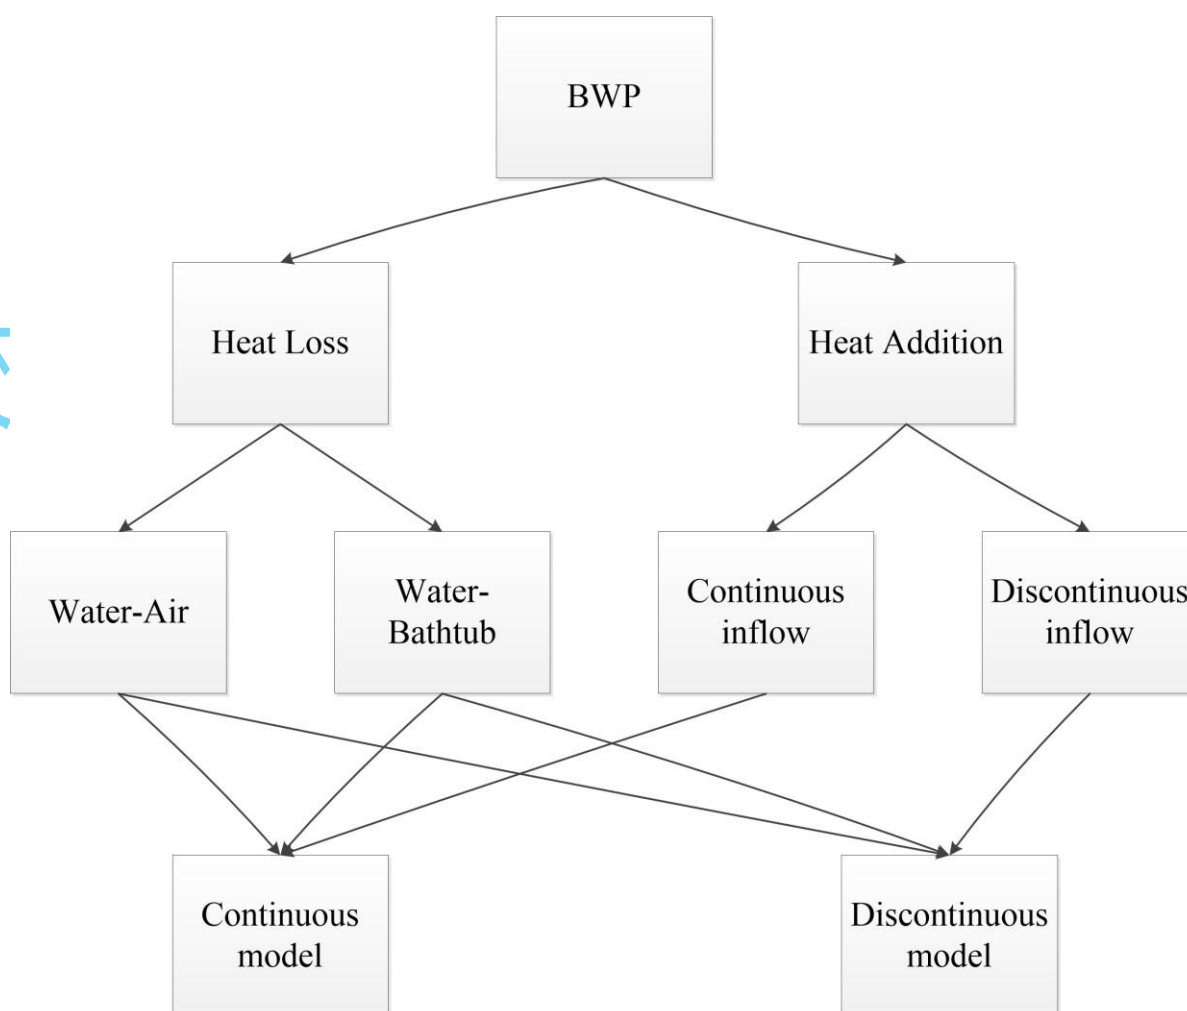 BWP
Heat Loss
Heat Addition
Water-Air
Water-
Bathtub
Continuous
inflow
Discontinuous
inflow
Continuous
model
Discontinuous
model